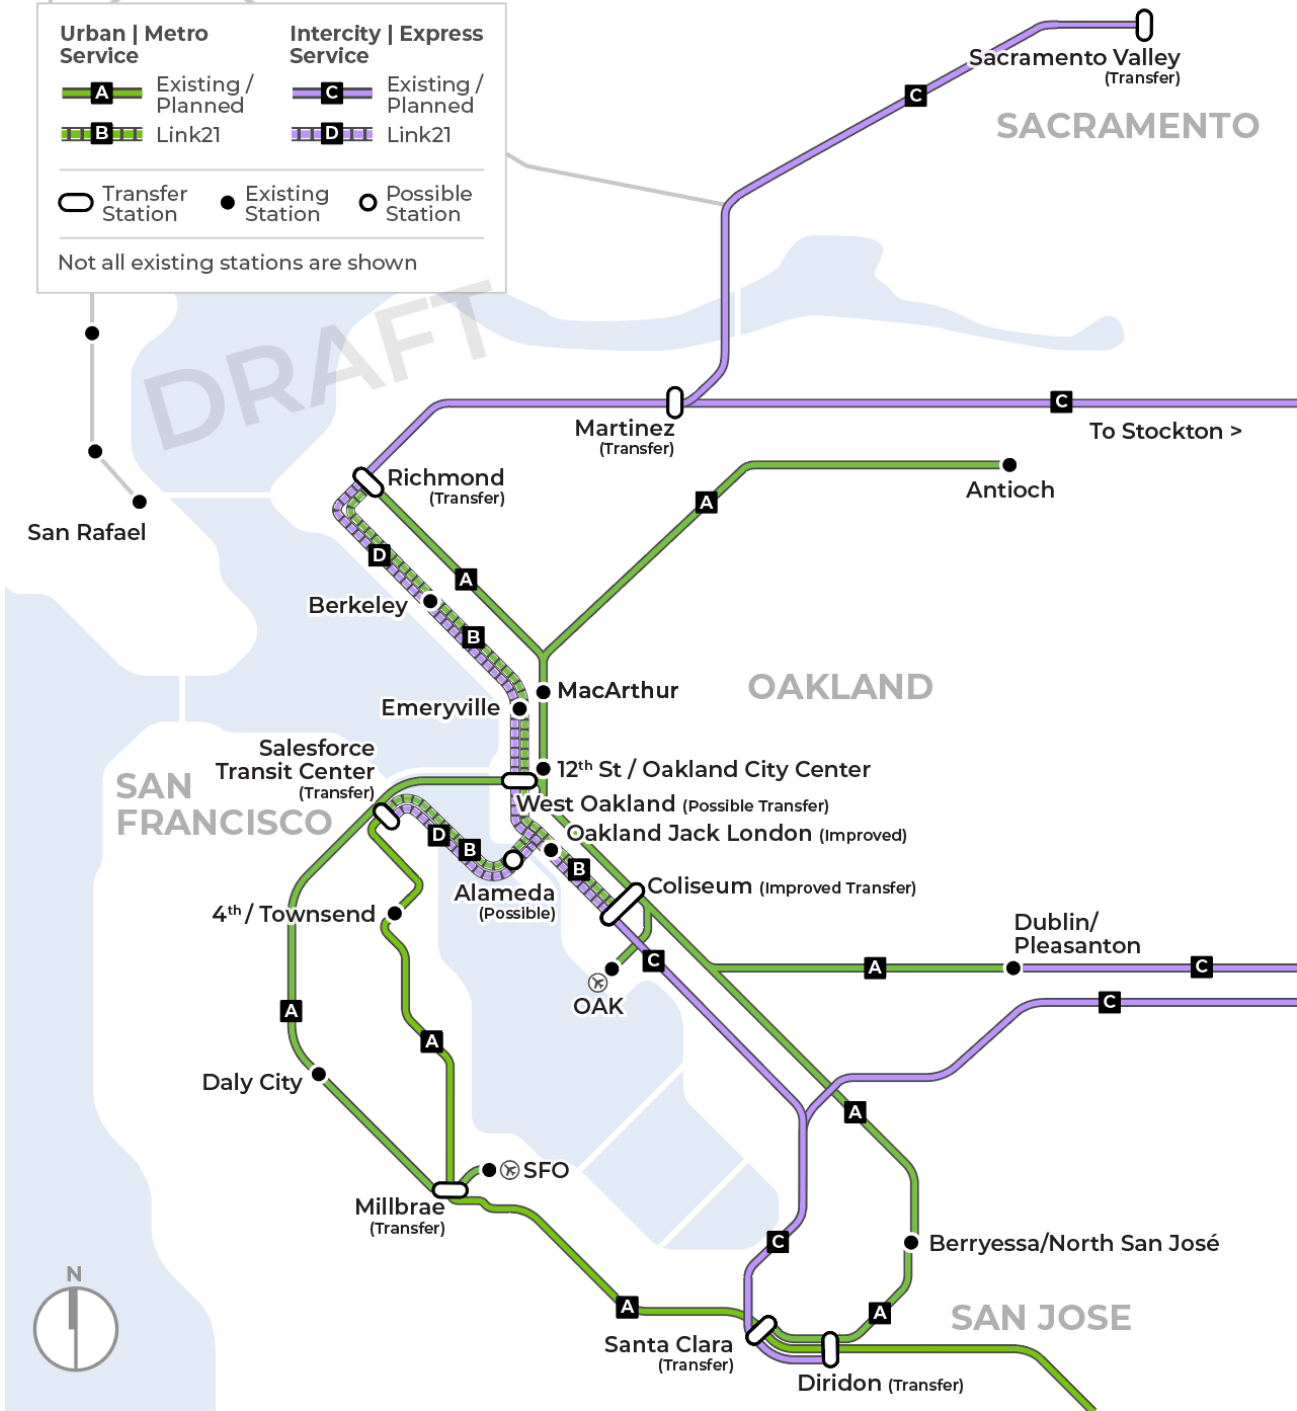 Urban | Metro
Service
Intercity | Express
Service
A
Existing /
Planned
C
Existing /
Planned
B
Link21
D
Link21
Transfer
Station
Existing
Station
Possible
Station
Not all existing stations are shown
DRAFT
Sacramento Valley
(Transfer)
C
SACRAMENTO
Martinez
(Transfer)
C
To Stockton >
Richmond
(Transfer)
Antioch
A
San Rafael
D
A
Berkeley
B
OAKLAND
MacArthur
Emeryville
Salesforce
Transit Center
(Transfer)
12th St / Oakland City Center
SAN
FRANCISCO
West Oakland (Possible Transfer)
Oakland Jack London (Improved)
D
B
B
Alameda
(Possible)
Coliseum (Improved Transfer)
4th / Townsend
Dublin/
Pleasanton
C
A
C
OAK
C
A
A
Daly City
A
SFO
Millbrae
(Transfer)
C
Berryessa/North San José
N
A
A
SAN JOSE
Santa Clara
(Transfer)
Diridon (Transfer)